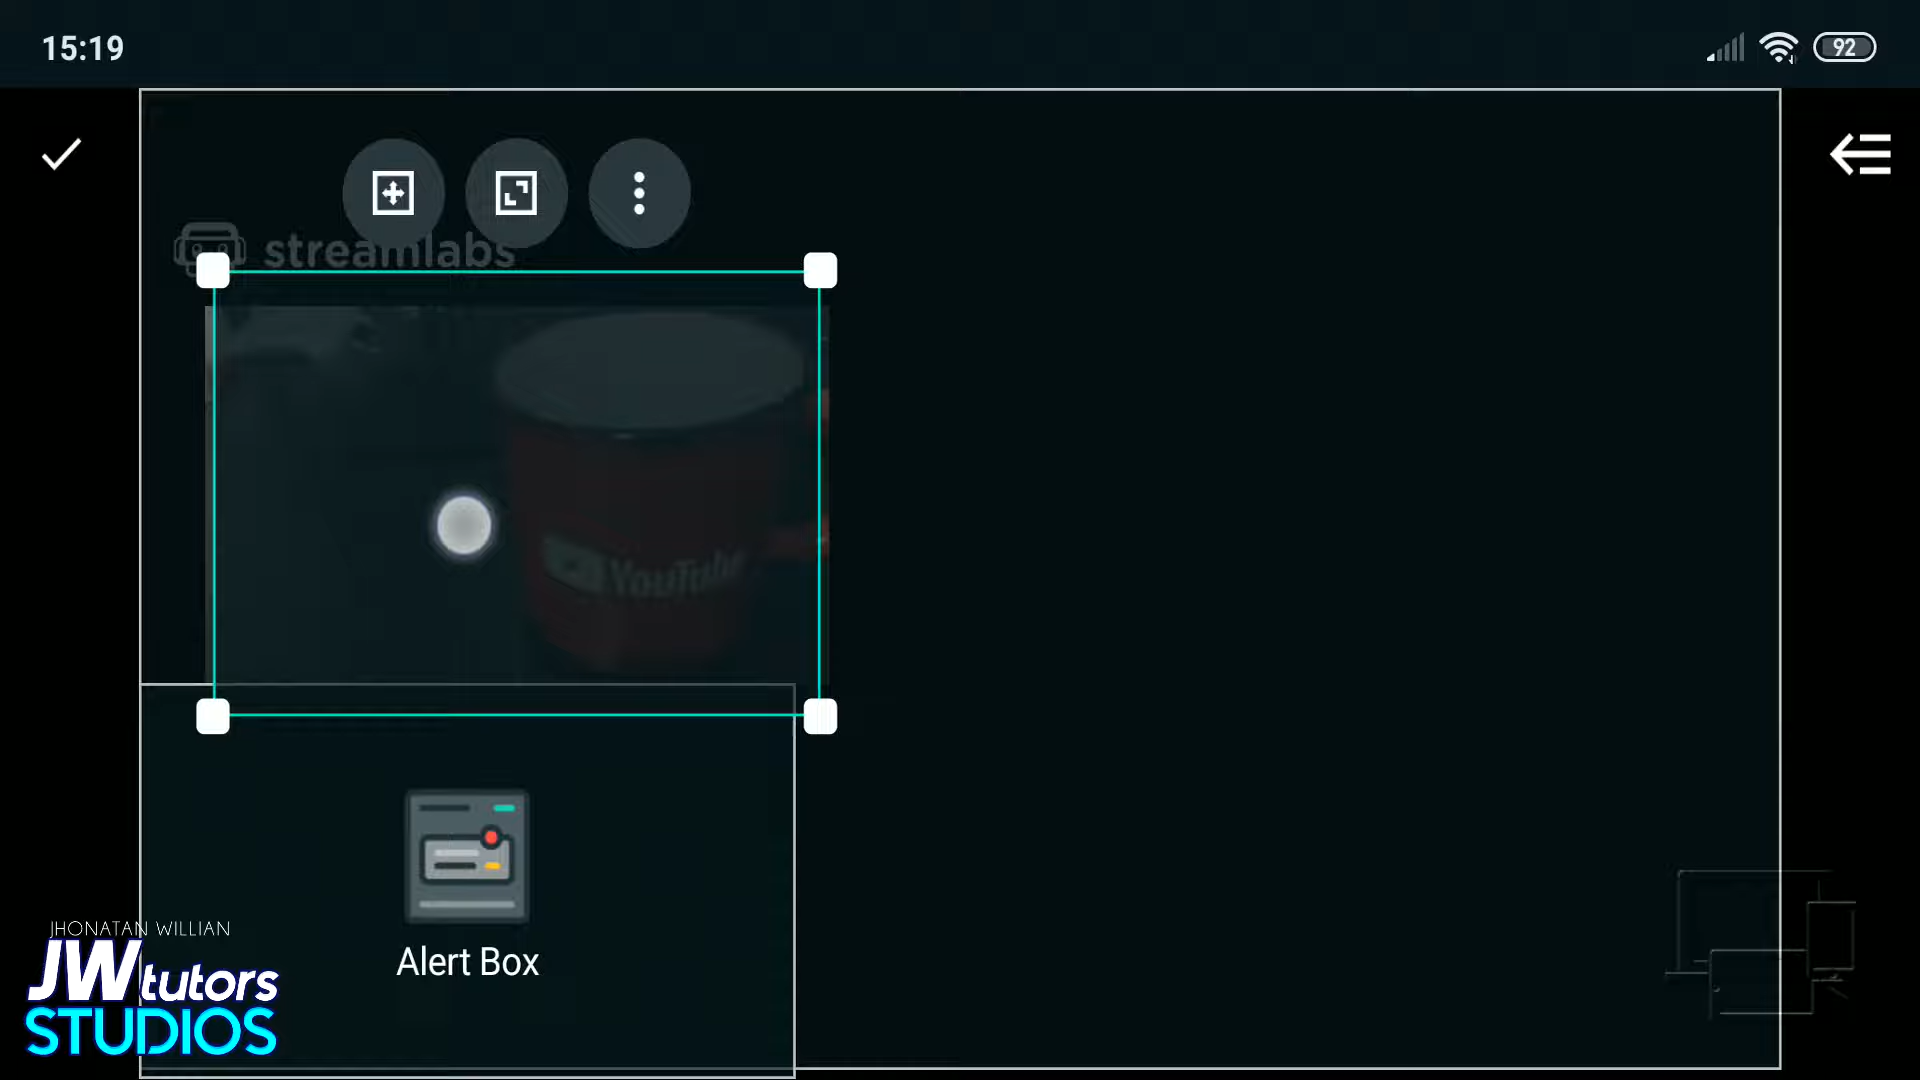 15:19
92
streamlabs
YouTube
Alert Box
JHONATAN WILLIAN
JWtutors
STUDIOS